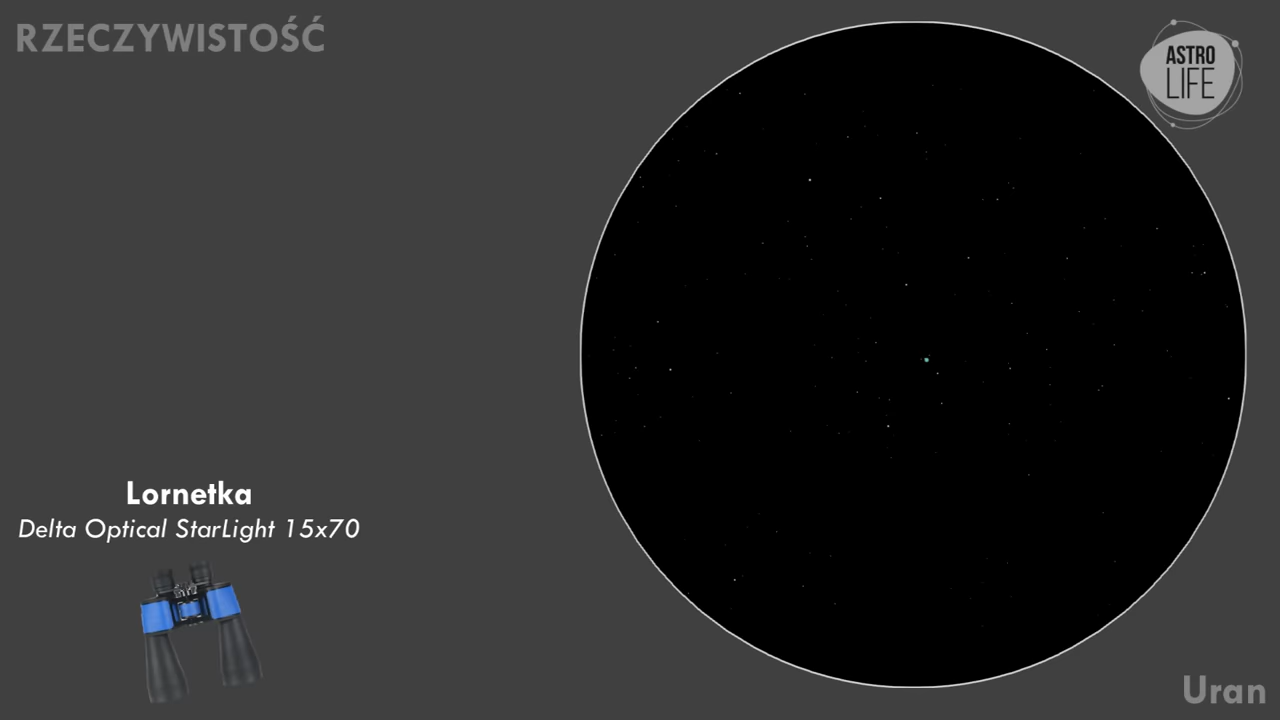 RZECZYWISTOŚĆ
ASTRO
LIFE
Lornetka
Delta Optical StarLight 15x70
Uran